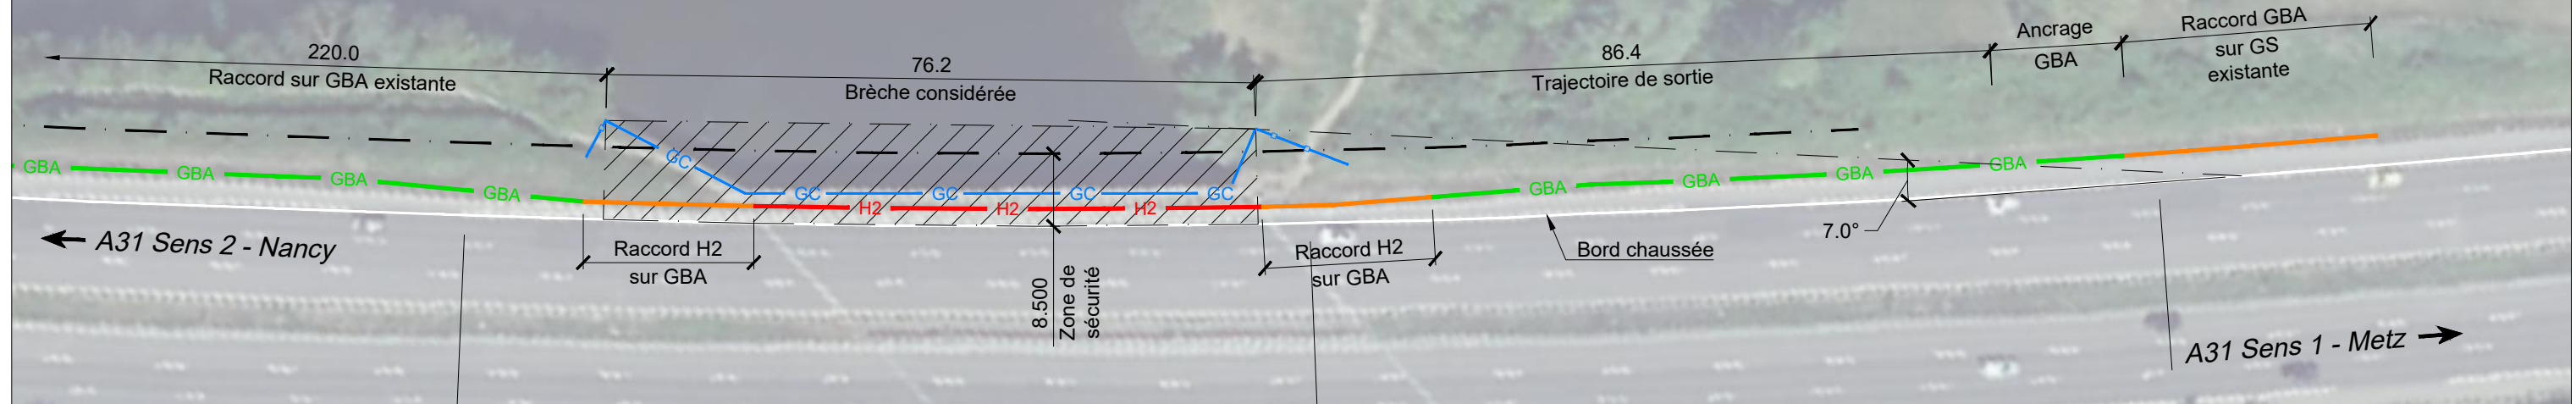 220.0
Raccord sur GBA existante
76.2
Brèche considérée
86.4
Trajectoire de sortie
Ancrage
GBA
Raccord GBA
sur GS
existante
GBA
GBA
GBA
GBA
GC
GC
GC
GC
GC
H2
H2
H2
GBA
GBA
GBA
GBA
A31 Sens 2 - Nancy
Raccord H2
sur GBA
8.500
Zone de
sécurité
Raccord H2
sur GBA
Bord chaussée
7.0°
A31 Sens 1 - Metz